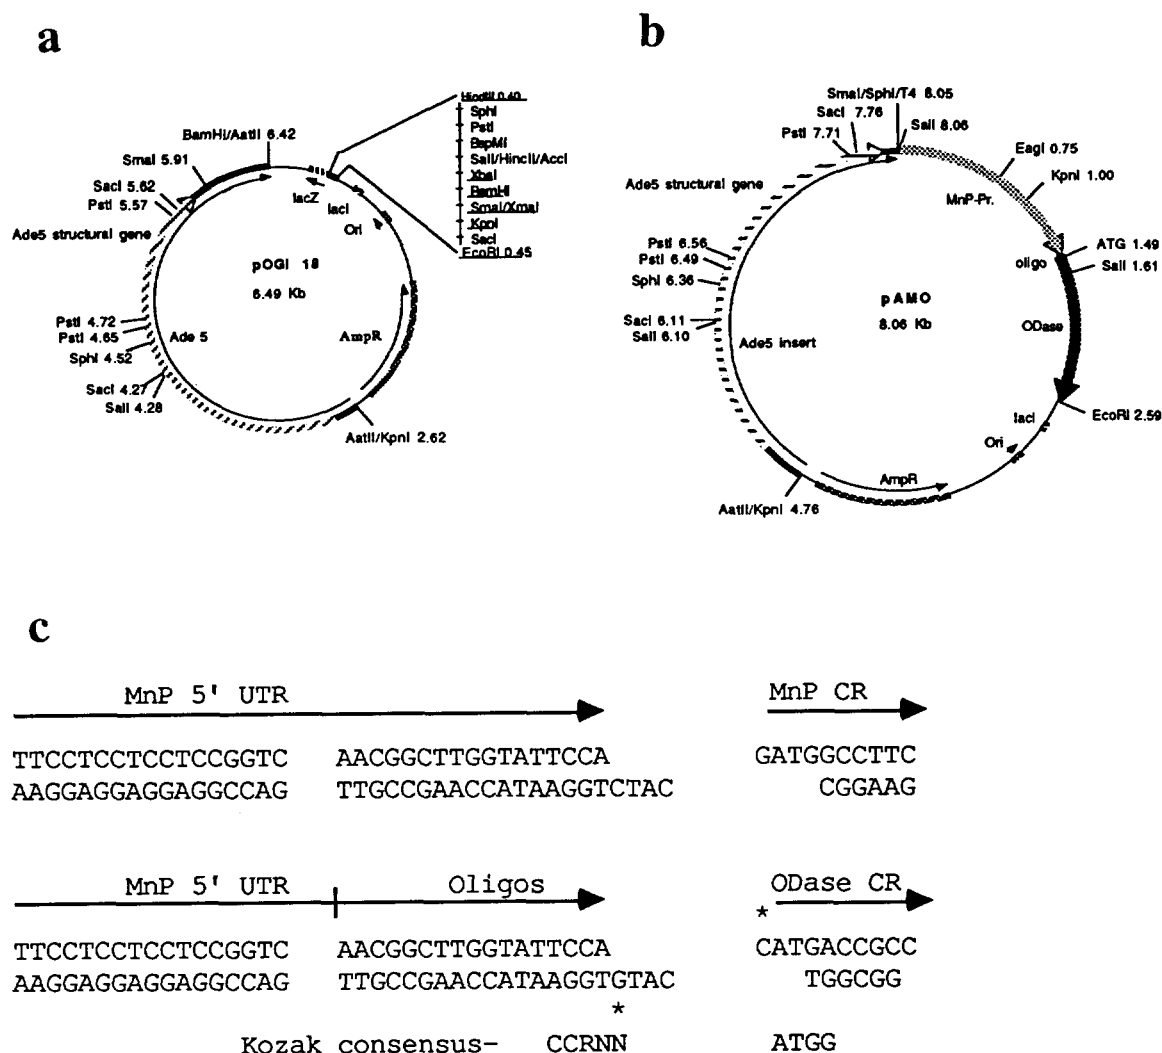 a
BamHI/AatII 6.42
SmaI 5.91
SacI 5.62
PstI 5.57
Ade5 structural gene
PstI 4.72
PstI 4.65
SphI 4.52
SacI 4.27
SalI 4.28
Ade 5
pOGI 18
6.49 Kb
lacZ
lacI
Ori
AmpR
AatII/KpnI 2.62
HindIII 0.40
SphI
PstI
BspMI
SalI/HincII/AccI
XbaI
BamHI
SmaI/XmaI
KpnI
SacI
EcoRI 0.45
b
SmaI/SphI/T4 8.05
SacI 7.76
PstI 7.71
SalI 8.06
EagI 0.75
KpnI 1.00
MnP-Pr.
Ade5 structural gene
PstI 6.56
PstI 6.49
SphI 6.36
SacI 6.11
SalI 6.10
Ade5 insert
pAMO
8.06 Kb
ATG 1.49
oligo
SalI 1.61
ODase
EcoRI 2.59
lacI
Ori
AmpR
AatII/KpnI 4.76
c
MnP 5' UTR MnP CR
TTCCTCCTCCTCCGGTC AACGGCTTGGTATTCCA GATGGCCTTC
AAGGAGGAGGAGGCCAG TTGCCGAACCATAAGGTCTAC CGGAAG
MnP 5' UTR Oligos ODase CR
*
TTCCTCCTCCTCCGGTC AACGGCTTGGTATTCCA CATGACCGCC
AAGGAGGAGGAGGCCAG TTGCCGAACCATAAGGTGTAC TGGCGG
*
Kozak consensus- CCRNN ATGG